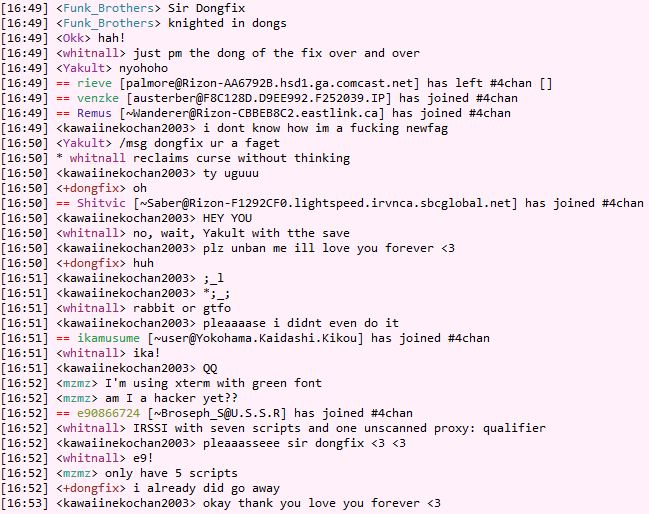 [16:49] <Funk_Brothers> Sir Dongfix
[16:49] <Funk_Brothers> knighted in dongs
[16:49] <Okk> hah!
[16:49] <whitnall> just pm the dong of the fix over and over
[16:49] <Yakult> nyohoho
[16:49] == rieve [palmore@Rizon-AA6792B.hsd1.ga.comcast.net] has left #4chan []
[16:49] == venzke [austerber@F8C128D.D9EE992.F252039.IP] has joined #4chan
[16:49] == Remus [~Wanderer@Rizon-CBBEB8C2.eastlink.ca] has joined #4chan
[16:49] <kawaiinekochan2003> i dont know how im a fucking newfag
[16:50] <Yakult> /msg dongfix ur a faget
[16:50] * whitnall reclaims curse without thinking
[16:50] <kawaiinekochan2003> ty uguuu
[16:50] <+dongfix> oh
[16:50] == Shitvic [~Saber@Rizon-F1292CF0.lightspeed.irvnca.sbcglobal.net] has joined #4chan
[16:50] <kawaiinekochan2003> HEY YOU
[16:50] <whitnall> no, wait, Yakult with tthe save
[16:50] <kawaiinekochan2003> plz unban me ill love you forever <3
[16:50] <+dongfix> huh
[16:51] <kawaiinekochan2003> ;_l
[16:51] <kawaiinekochan2003> *;_;
[16:51] <whitnall> rabbit or gtfo
[16:51] <kawaiinekochan2003> pleaaaase i didnt even do it
[16:51] == ikamusume [~user@Yokohama.Kaidashi.Kikou] has joined #4chan
[16:51] <whitnall> ika!
[16:51] <kawaiinekochan2003> QQ
[16:52] <mzmz> I'm using xterm with green font
[16:52] <mzmz> am I a hacker yet??
[16:52] == e90866724 [~Broseph_S@U.S.S.R] has joined #4chan
[16:52] <whitnall> IRSSI with seven scripts and one unscanned proxy: qualifier
[16:52] <kawaiinekochan2003> pleaaasseee sir dongfix <3 <3
[16:52] <whitnall> e9!
[16:52] <mzmz> only have 5 scripts
[16:52] <+dongfix> i already did go away
[16:53] <kawaiinekochan2003> okay thank you love you forever <3